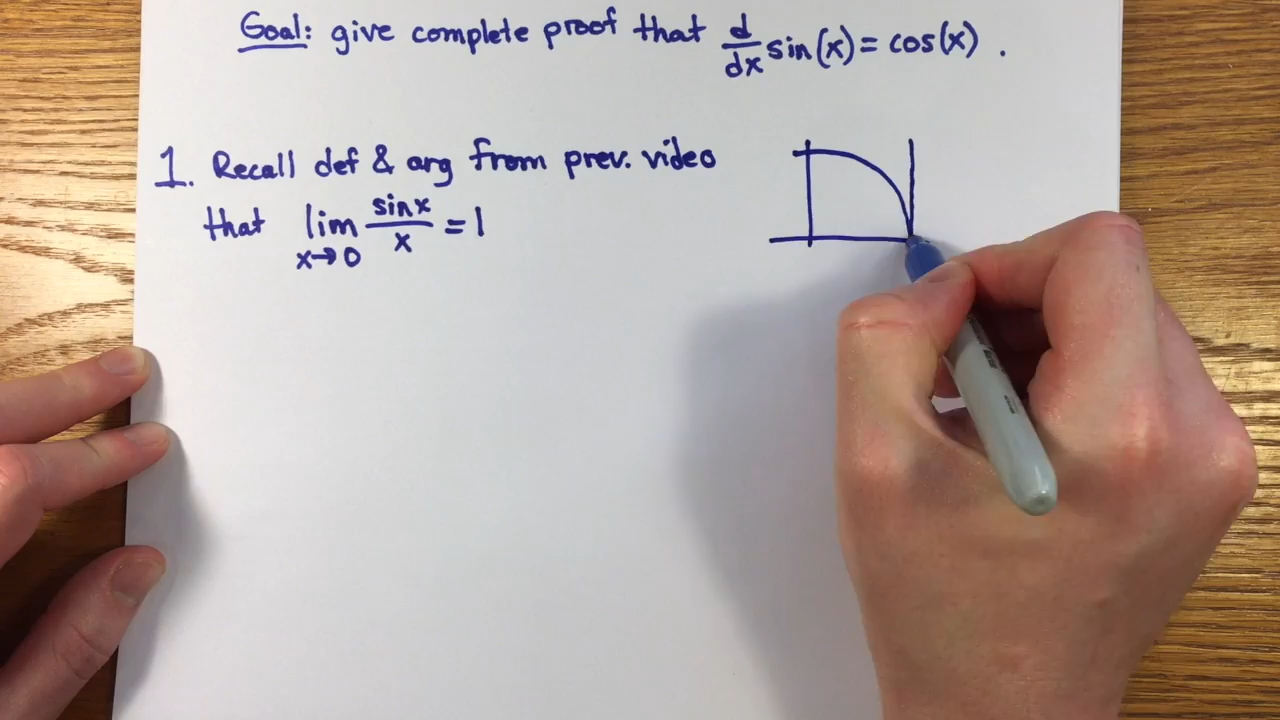 Goal: give complete proof that d/dx sin(x) = cos(x).
1. Recall def & arg from prev. video
that lim x→0 sin x / x = 1